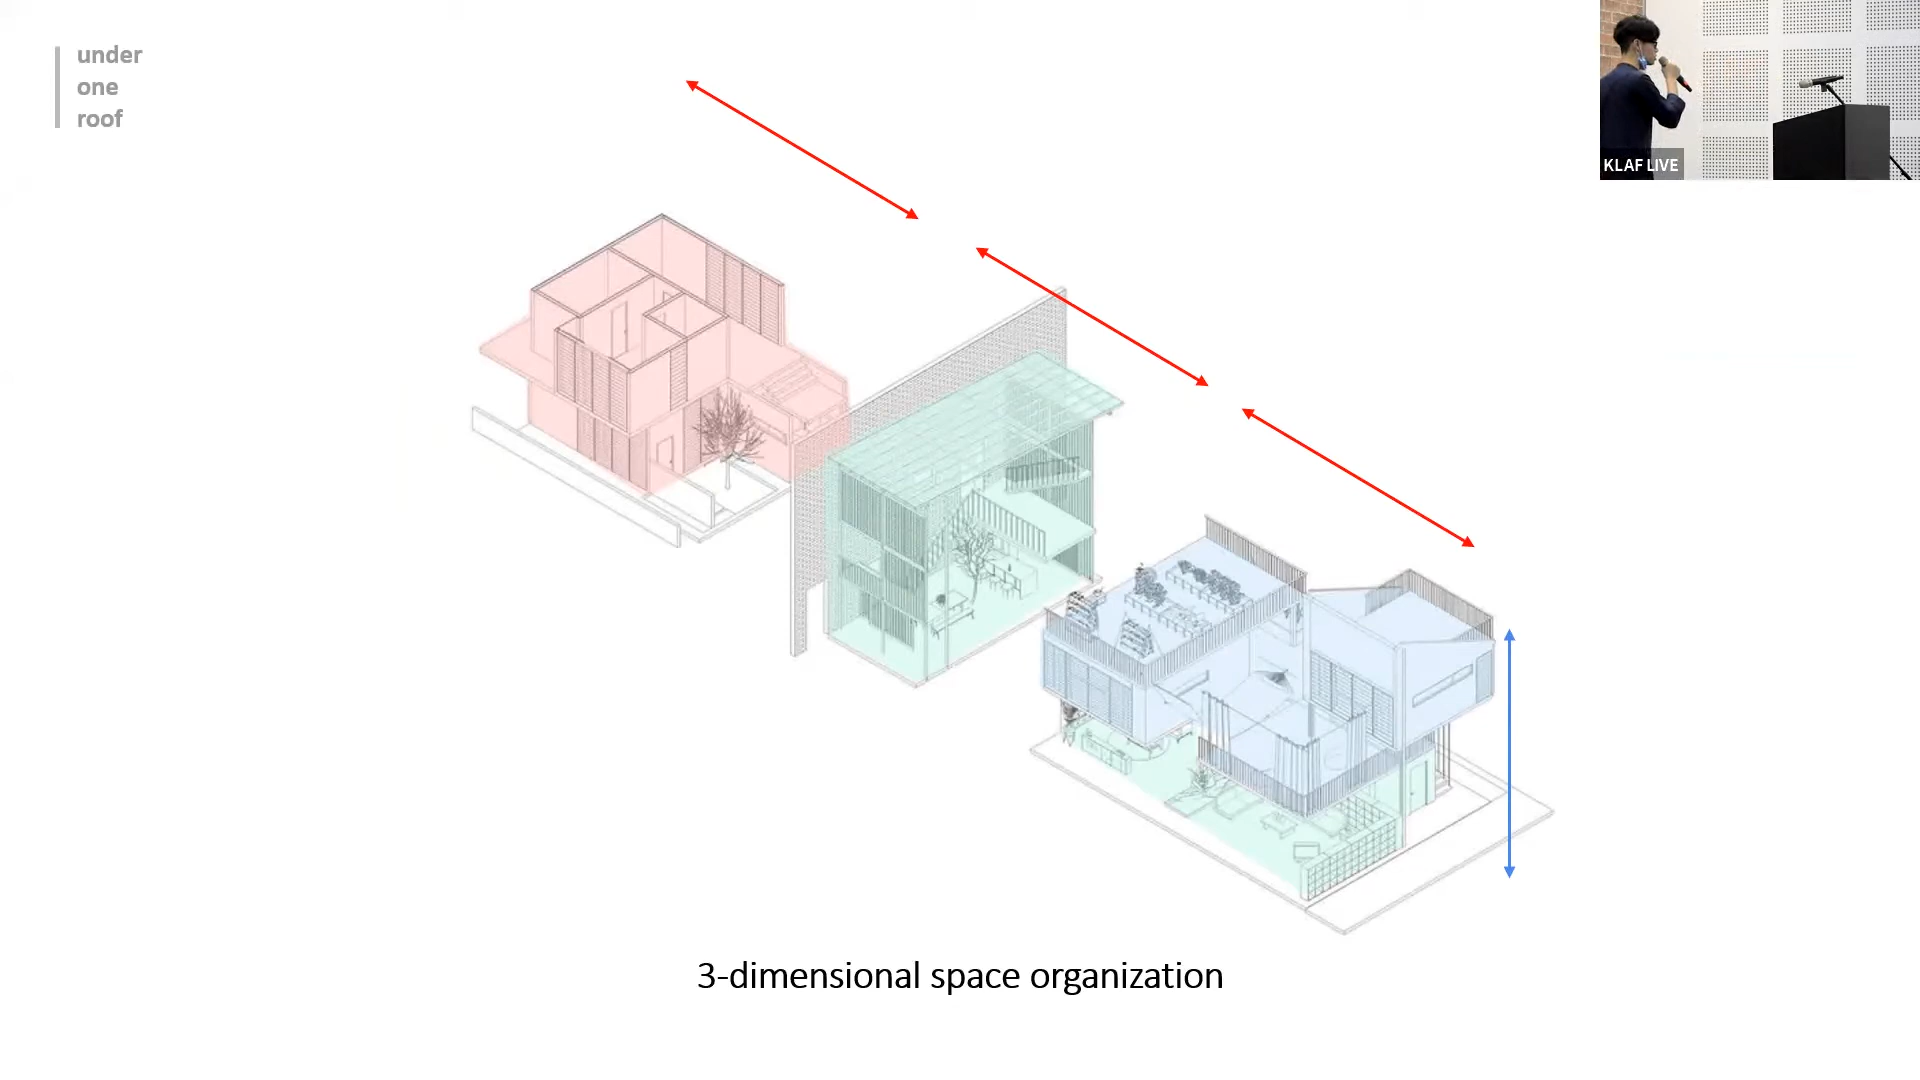 under
one
roof
KLAF LIVE
3-dimensional space organization